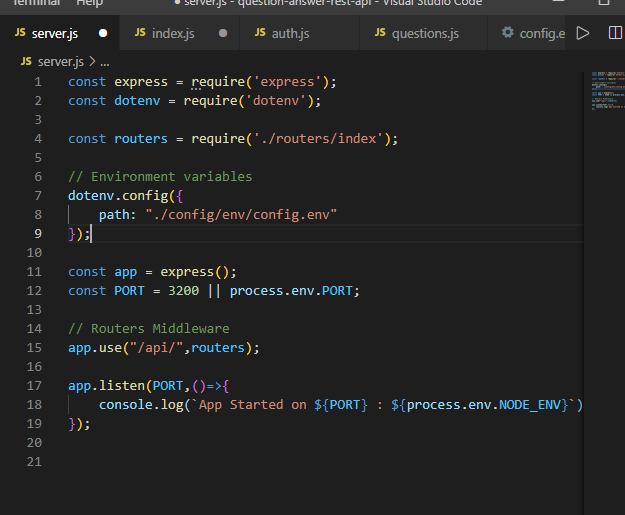 Terminal Help ● server.js - question-answer-rest-api - Visual Studio Code
JS server.js ● JS index.js ● JS auth.js JS questions.js config.e
JS server.js > ...
1 const express = require('express');
2 const dotenv = require('dotenv');
3
4 const routers = require('./routers/index');
5
6 // Environment variables
7 dotenv.config({
8 path: "./config/env/config.env"
9 });
10
11 const app = express();
12 const PORT = 3200 || process.env.PORT;
13
14 // Routers Middleware
15 app.use("/api/",routers);
16
17 app.listen(PORT,()=>{
18 console.log(`App Started on ${PORT} : ${process.env.NODE_ENV}`)
19 });
20
21